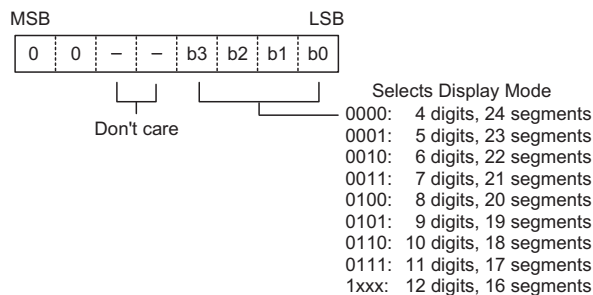 MSB LSB
0 0 – – b3 b2 b1 b0
Selects Display Mode
Don't care
0000: 4 digits, 24 segments
0001: 5 digits, 23 segments
0010: 6 digits, 22 segments
0011: 7 digits, 21 segments
0100: 8 digits, 20 segments
0101: 9 digits, 19 segments
0110: 10 digits, 18 segments
0111: 11 digits, 17 segments
1xxx: 12 digits, 16 segments